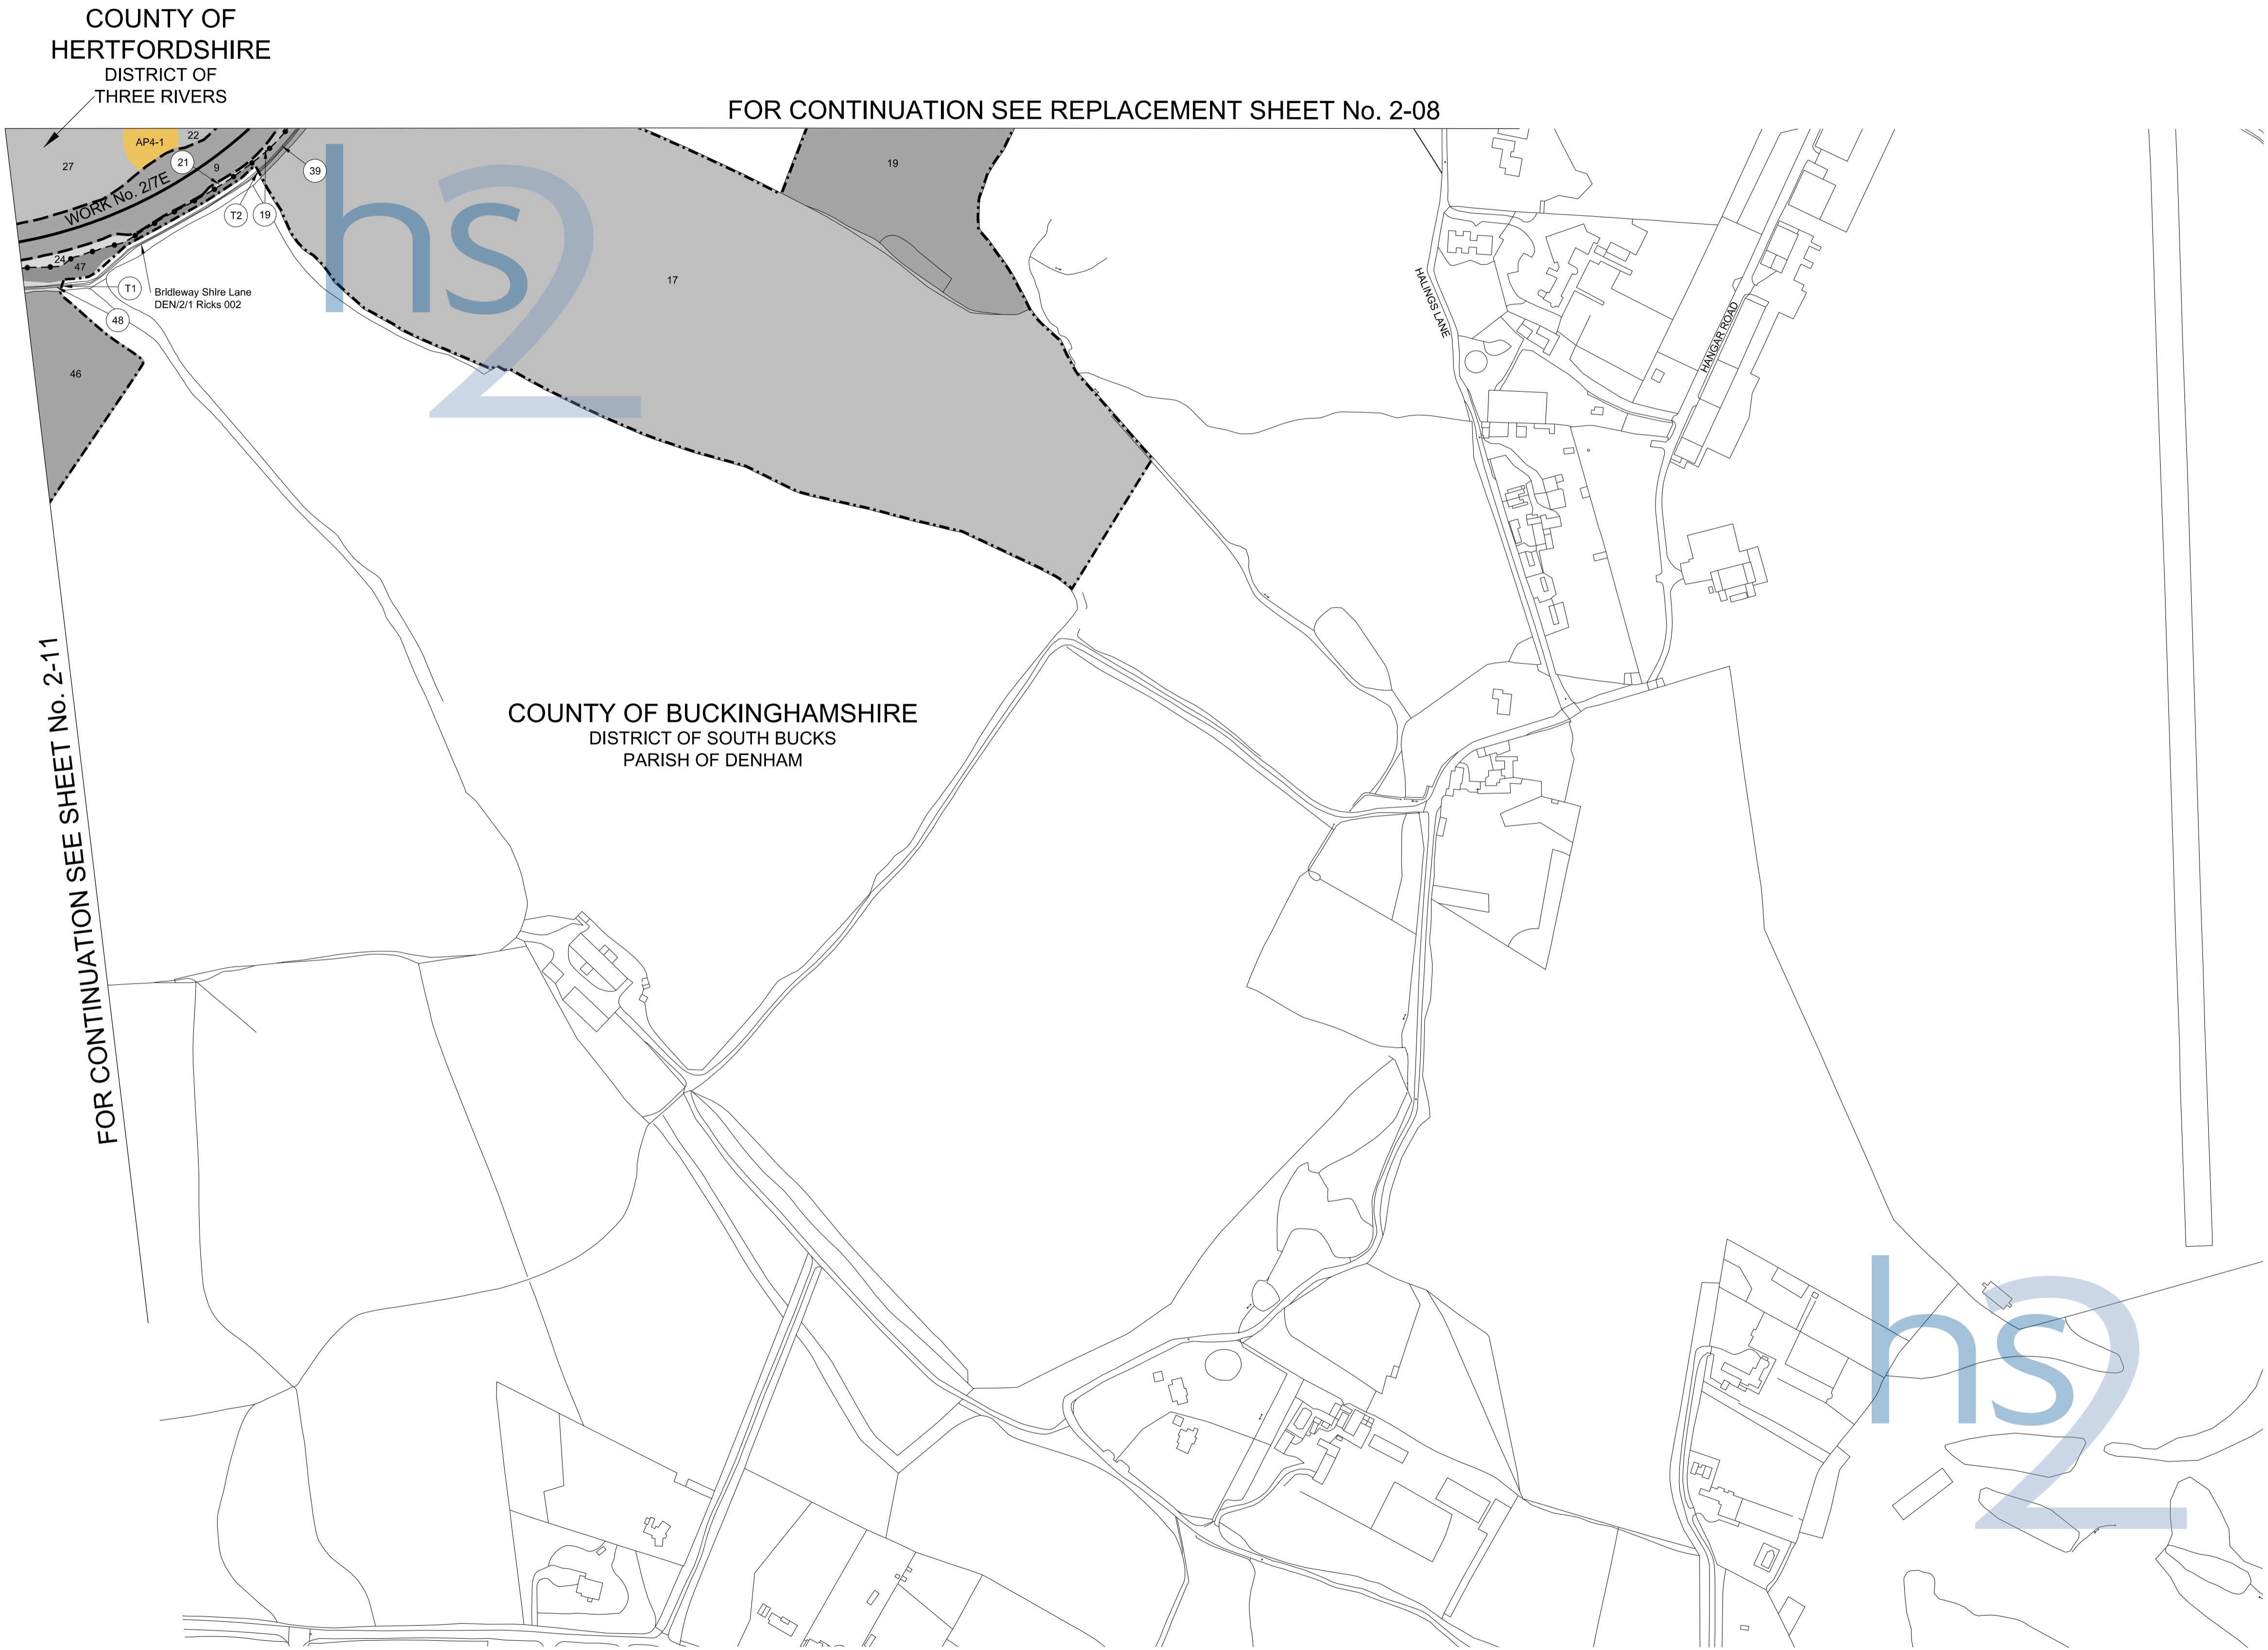 COUNTY OF
HERTFORDSHIRE
DISTRICT OF
THREE RIVERS
FOR CONTINUATION SEE REPLACEMENT SHEET No. 2-08
AP4-1
22
21
27
9
39
19
WORK No. 2/7E
T2
19
24
47
17
T1
Bridleway Shire Lane
DEN/2/1 Ricks 002
48
46
hs2
HALINGS LANE
HANGAR ROAD
FOR CONTINUATION SEE SHEET No. 2-11
COUNTY OF BUCKINGHAMSHIRE
DISTRICT OF SOUTH BUCKS
PARISH OF DENHAM
hs2